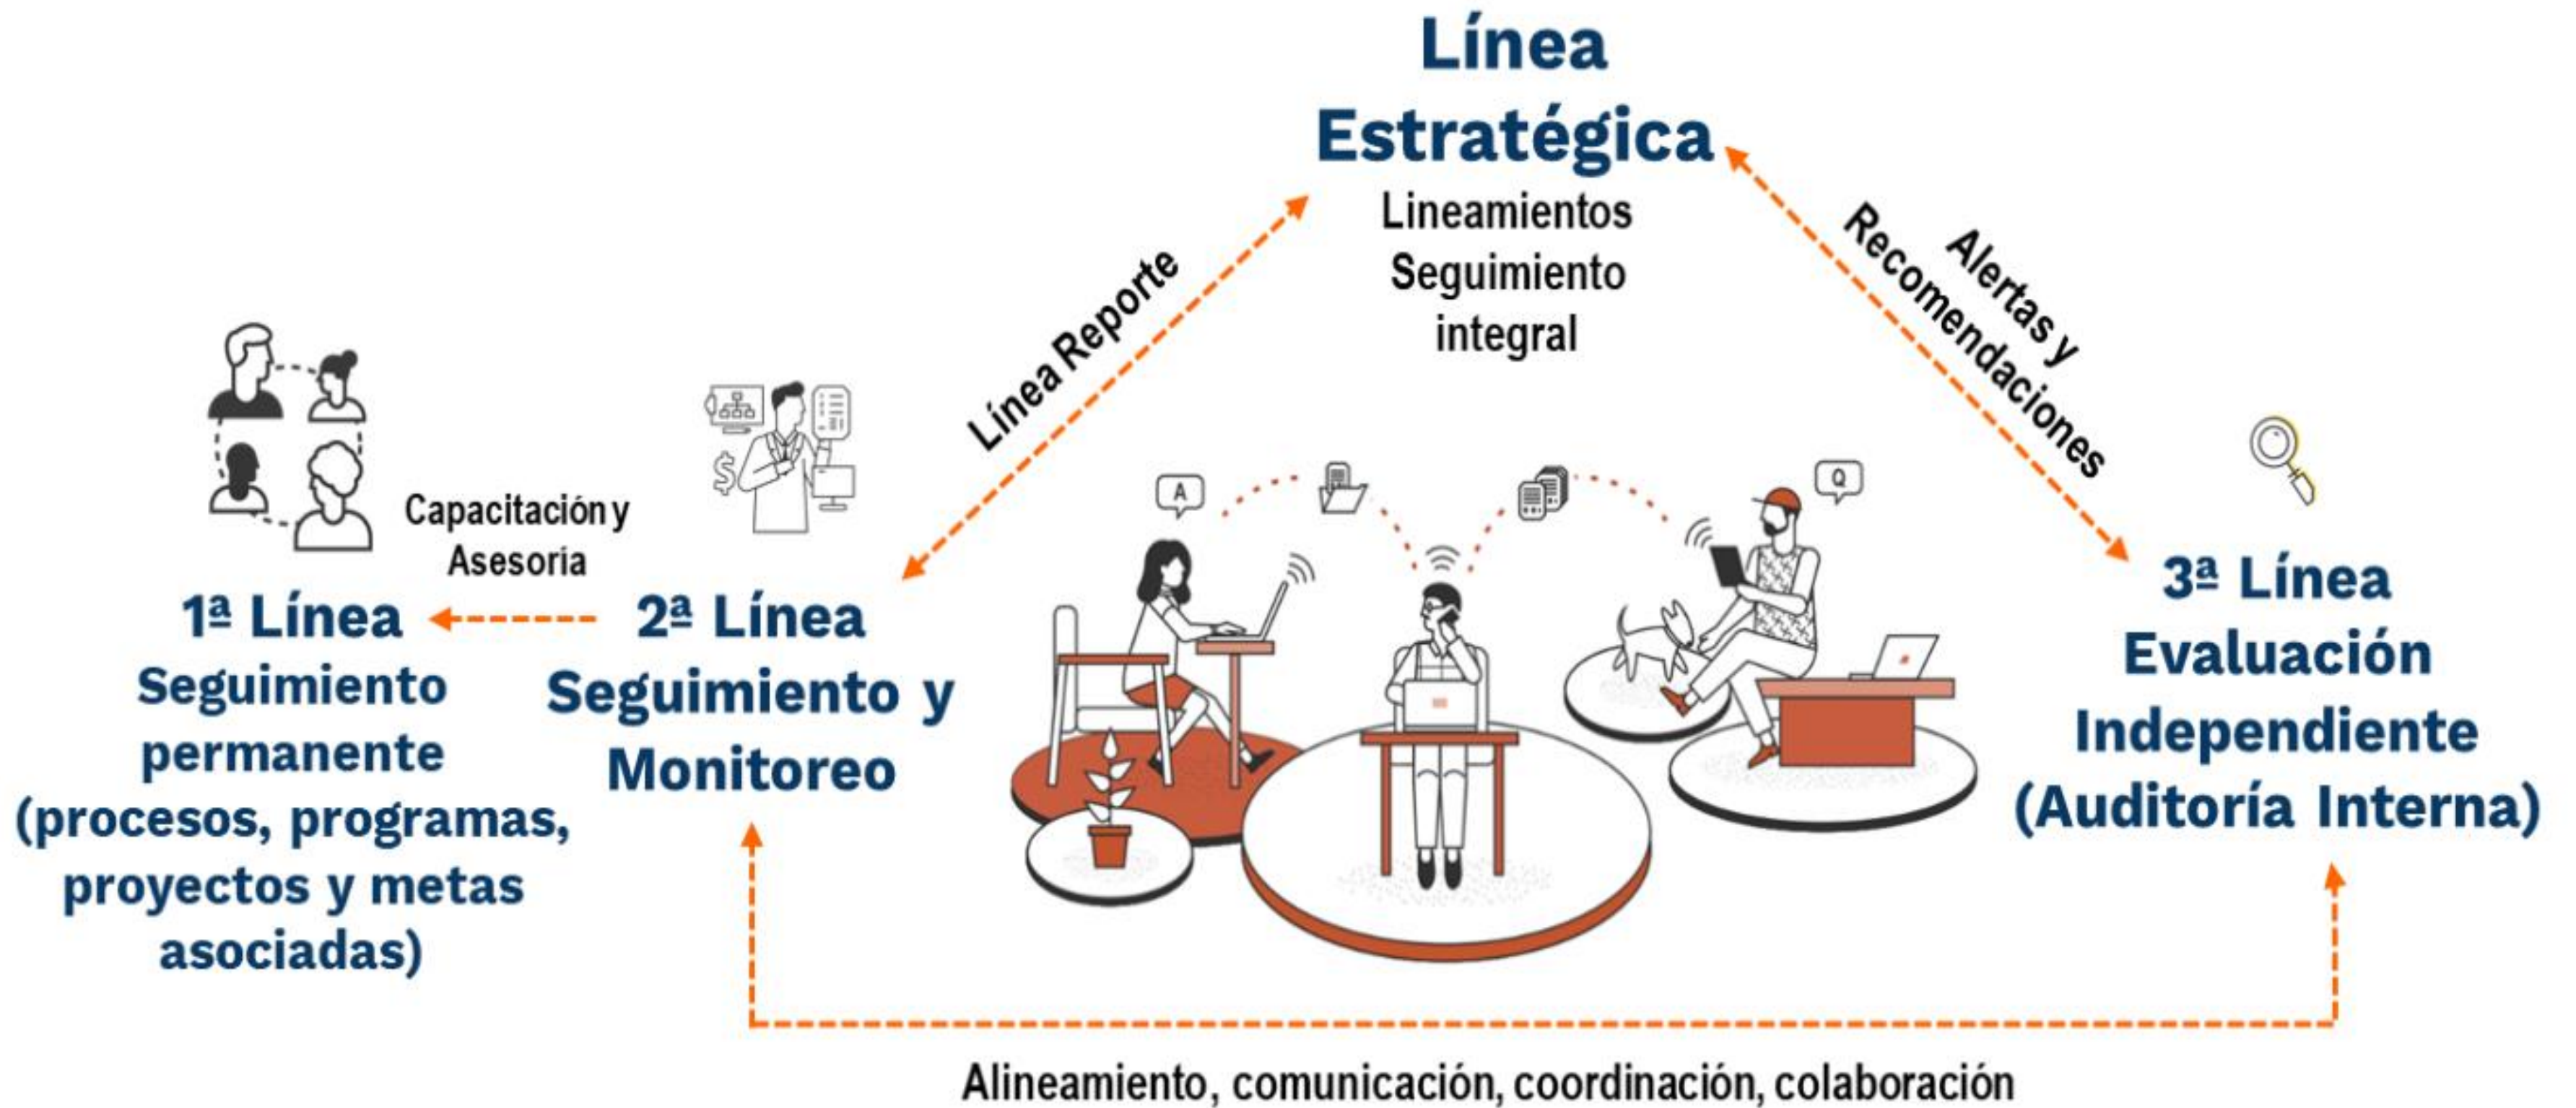 Línea
Estratégica
Lineamientos
Seguimiento
integral
Línea Reporte
Alertas y
Recomendaciones
Capacitación y
Asesoría
1ª Línea
Seguimiento
permanente
(procesos, programas,
proyectos y metas
asociadas)
2ª Línea
Seguimiento y
Monitoreo
$
A
Q
3ª Línea
Evaluación
Independiente
(Auditoría Interna)
Alineamiento, comunicación, coordinación, colaboración